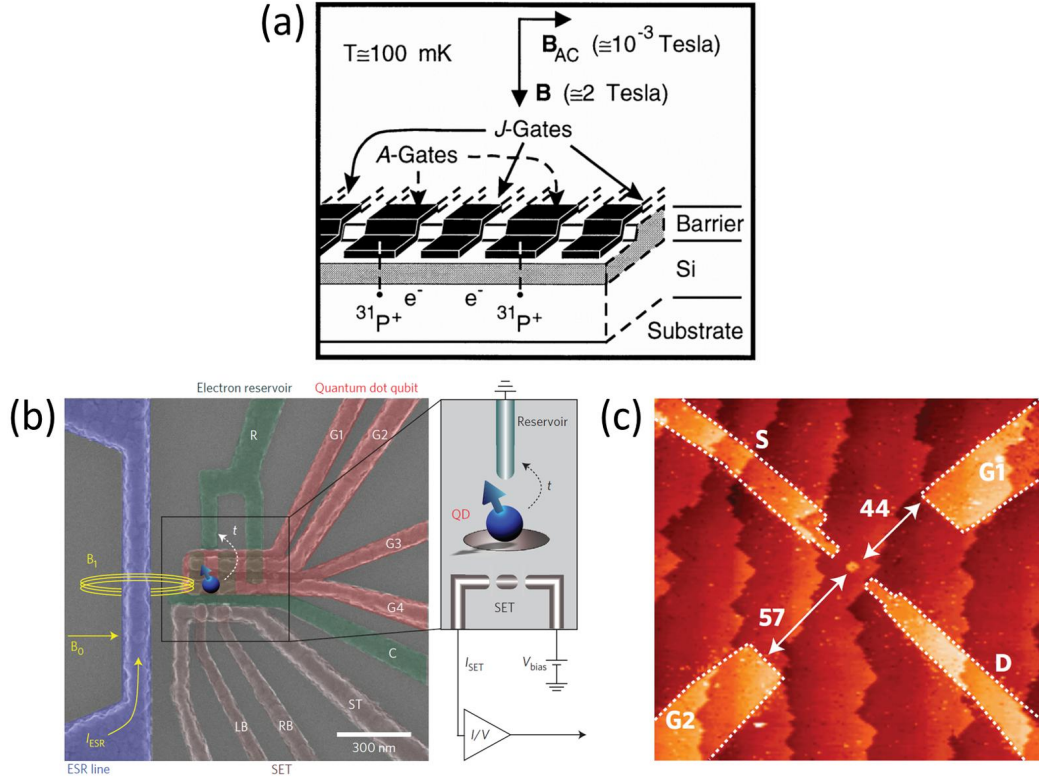 (a)
T≅100 mK
B_AC (≅10⁻³ Tesla)
B (≅2 Tesla)
J-Gates
A-Gates
Barrier
Si
e⁻ e⁻
³¹P⁺ ³¹P⁺
Substrate
(b)
Electron reservoir Quantum dot qubit
R
G1
G2
G3
G4
t
B₁
B₀
C
ST
LB
RB
I_ESR
300 nm
ESR line
SET
Reservoir
t
QD
SET
I_SET
V_bias
I/V
(c)
S
G1
44
57
G2
D